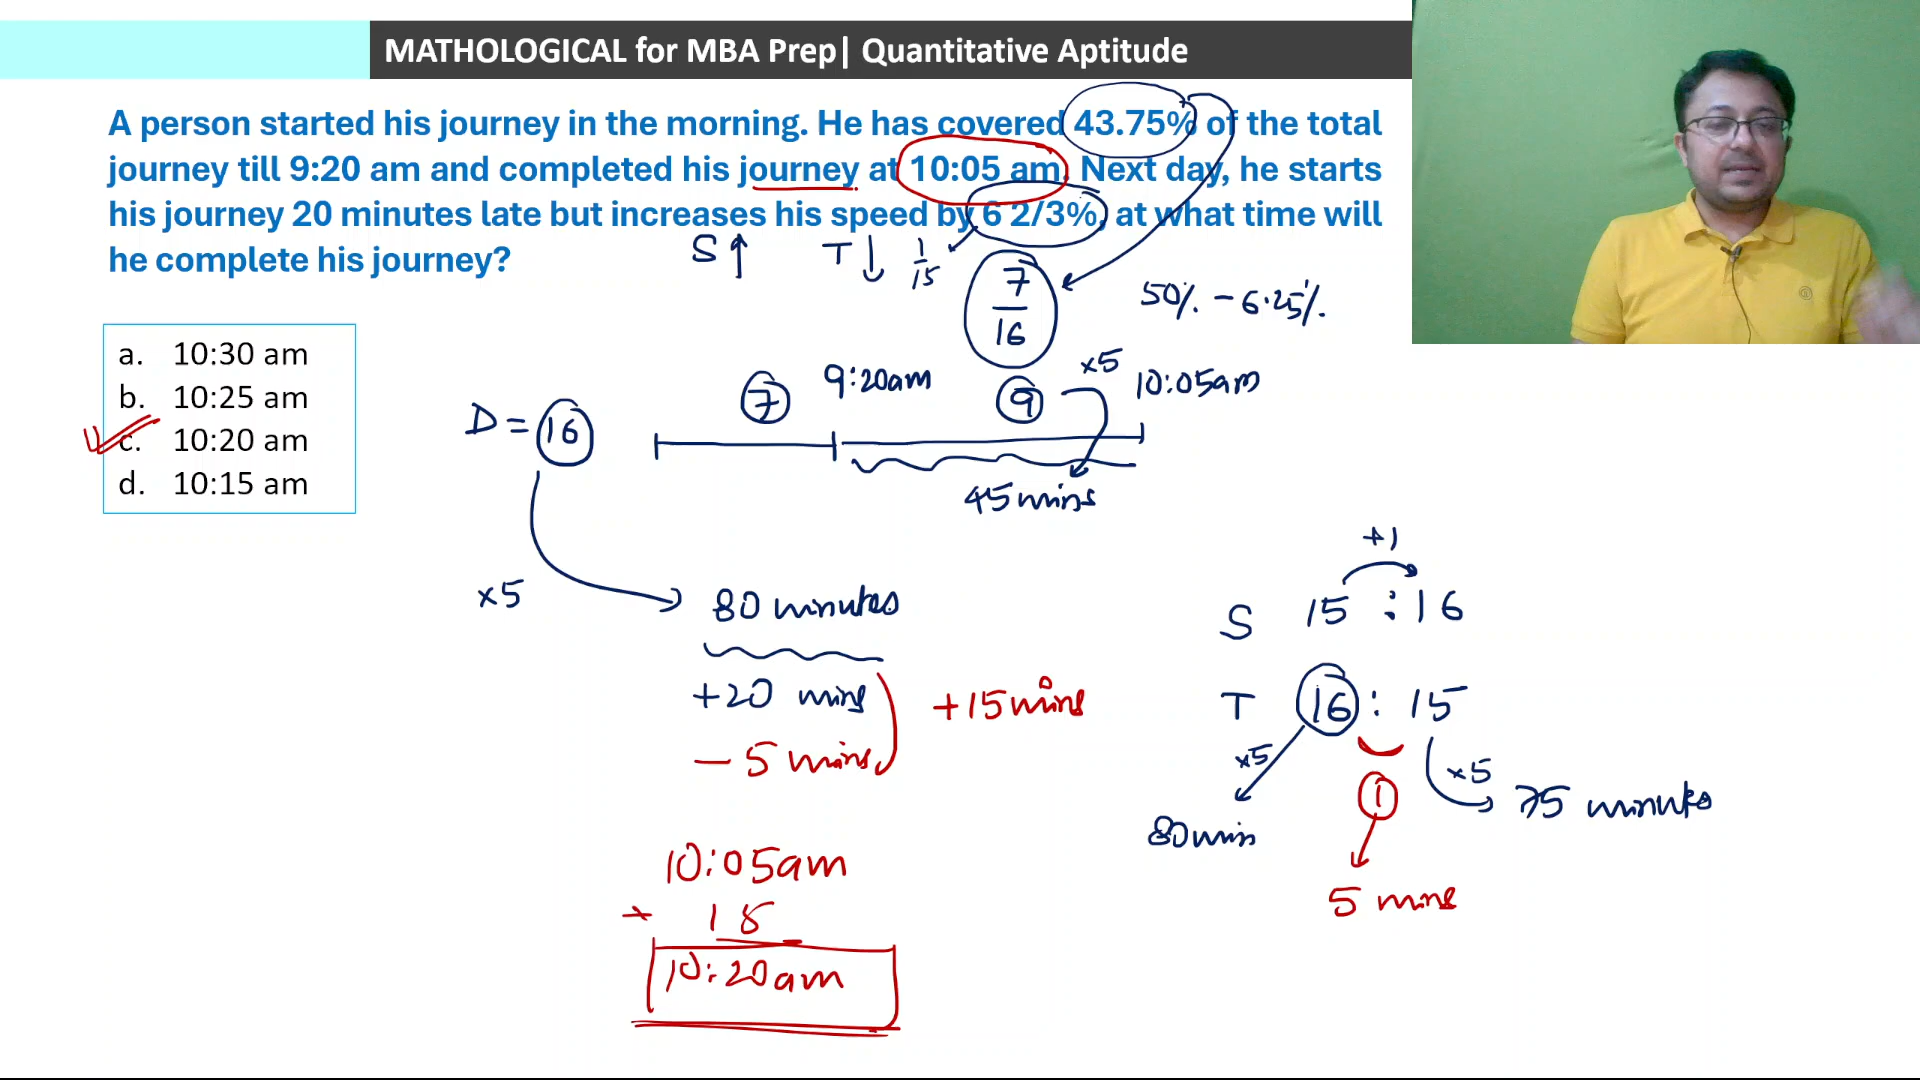 MATHOLOGICAL for MBA Prep| Quantitative Aptitude
A person started his journey in the morning. He has covered 43.75% of the total
journey till 9:20 am and completed his journey at 10:05 am. Next day, he starts
his journey 20 minutes late but increases his speed by 6 2/3%, at what time will
he complete his journey?
S↑ T↓ 1/15
7/16
50% - 6.25%
a. 10:30 am
b. 10:25 am
c. 10:20 am
d. 10:15 am
7 9:20am 9 ×5 10:05am
D = 16
45 mins
×5
80 minutes
+20 mins
- 5 mins
+15 mins
10:05am
+ 15
10:20am
+1
S 15 : 16
T 16 : 15
×5 ×5
1
80 min
75 minutes
5 mins